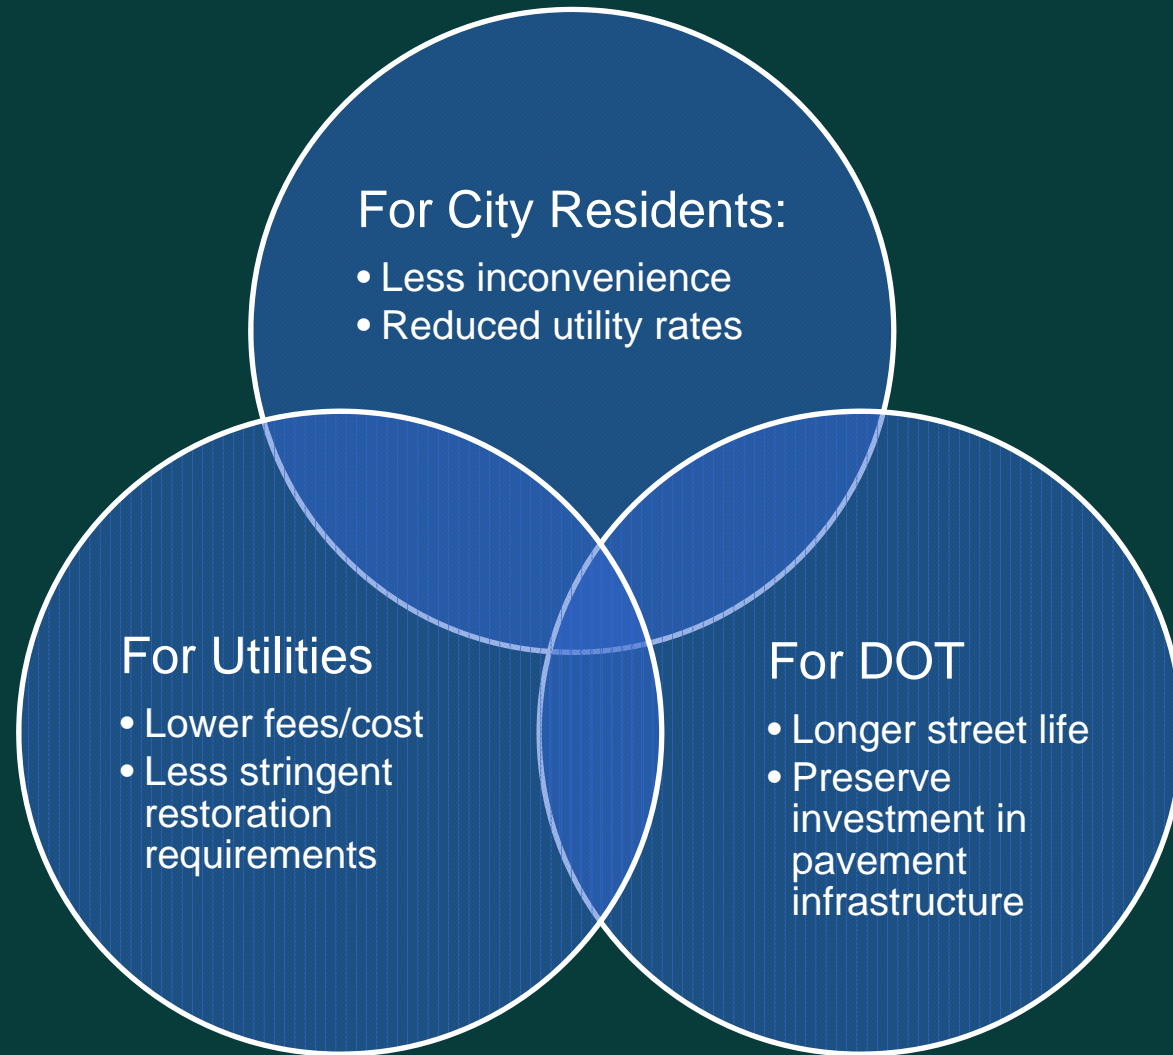 For City Residents:
• Less inconvenience
• Reduced utility rates
For Utilities
• Lower fees/cost
• Less stringent
restoration
requirements
For DOT
• Longer street life
• Preserve
investment in
pavement
infrastructure